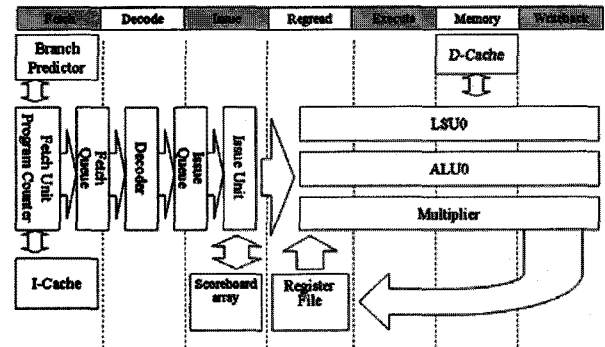 Fetch Decode Issue Regread Execute Memory Writeback
Branch
Predictor
D-Cache
Fetch Unit
Program Counter
Fetch
Queue
Decoder
Issue
Queue
Issue Unit
LSU0
ALU0
Multiplier
I-Cache
Scoreboard
array
Register
File